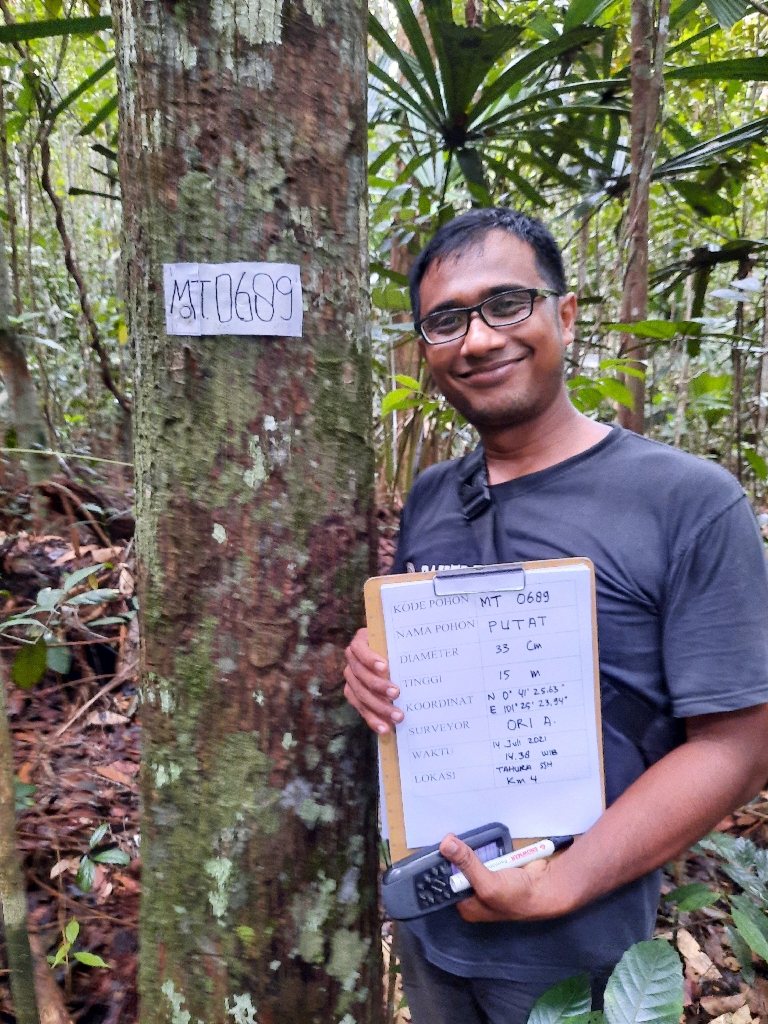 MT 0689
KODE POHON MT 0689
NAMA POHON PUTAT
DIAMETER 33 Cm
TINGGI 15 m
KOORDINAT N 0° 41' 25.63"
E 101° 25' 23.94"
SURVEYOR ORI A.
WAKTU 14 Juli 2021
14.38 WIB
LOKASI TAHURA SSH
Km 4
SNOWMAN